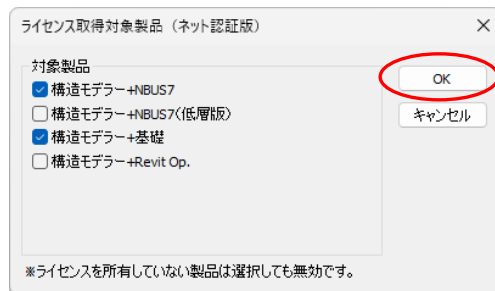 ライセンス取得対象製品（ネット認証版）
対象製品
構造モデラー+NBUS7
構造モデラー+NBUS7(低層版)
構造モデラー+基礎
構造モデラー+Revit Op.
OK
キャンセル
※ライセンスを所有していない製品は選択しても無効です。